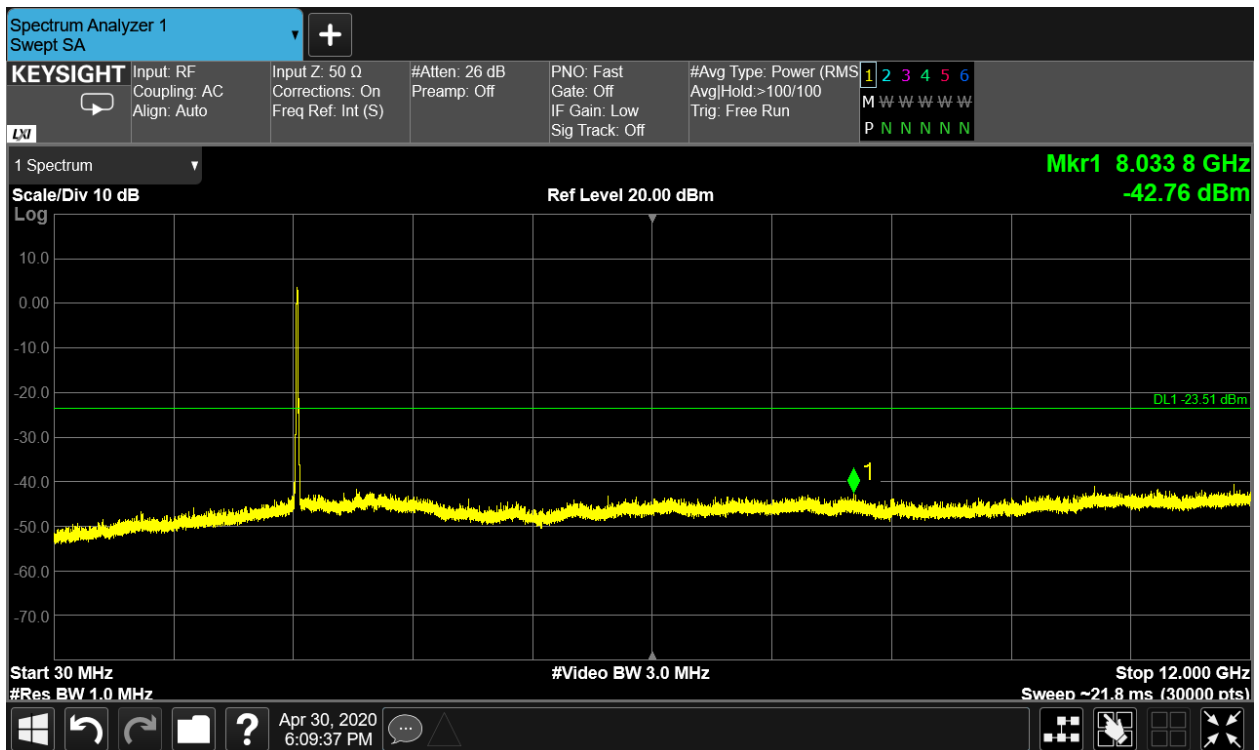 Spectrum Analyzer 1
Swept SA
+
KEYSIGHT
LXI
Input: RF
Coupling: AC
Align: Auto
Input Z: 50 Ω
Corrections: On
Freq Ref: Int (S)
#Atten: 26 dB
Preamp: Off
PNO: Fast
Gate: Off
IF Gain: Low
Sig Track: Off
#Avg Type: Power (RMS
Avg|Hold:>100/100
Trig: Free Run
1 2 3 4 5 6
M W W W W W
P N N N N N
1 Spectrum
Mkr1 8.033 8 GHz
Scale/Div 10 dB
Ref Level 20.00 dBm
-42.76 dBm
Log
10.0
0.00
-10.0
-20.0
DL1 -23.51 dBm
-30.0
-40.0
1
-50.0
-60.0
-70.0
Start 30 MHz
#Video BW 3.0 MHz
Stop 12.000 GHz
#Res BW 1.0 MHz
Sweep ~21.8 ms (30000 pts)
?
Apr 30, 2020
6:09:37 PM